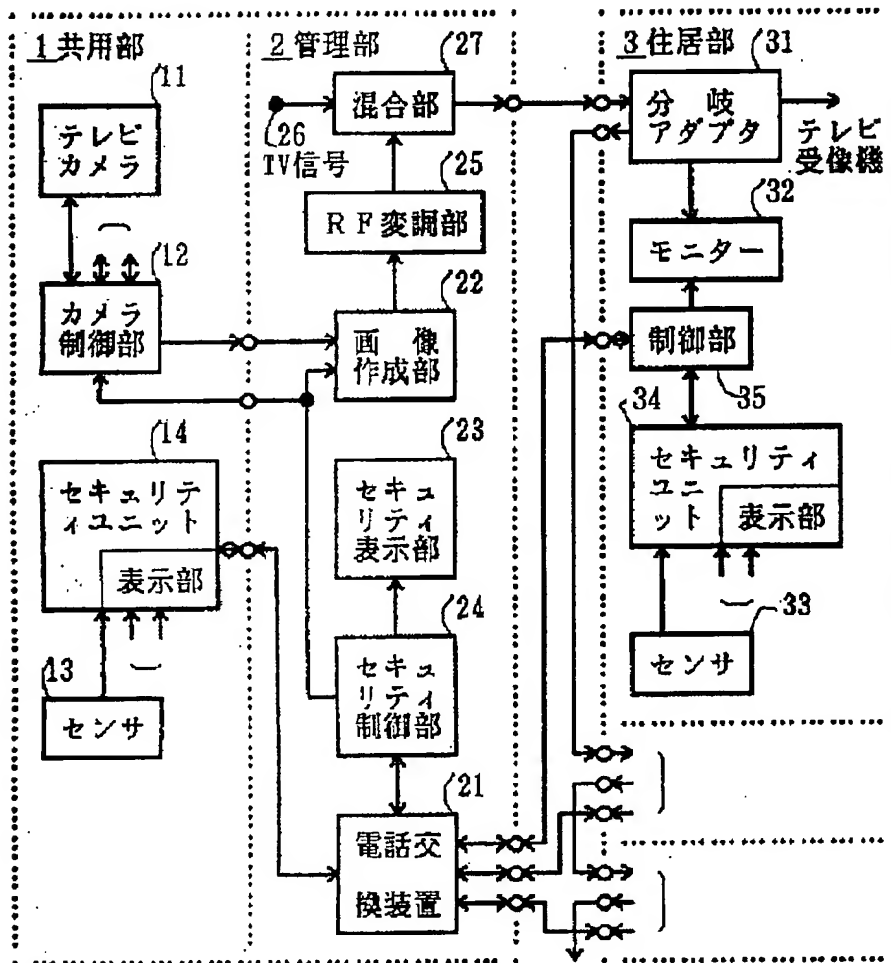 1 共用部
11
テレビ
カメラ
12
カメラ
制御部
14
セキュリテ
ィユニット
表示部
13
センサ
2 管理部
27
混合部
26
TV信号
25
RF変調部
22
画像
作成部
23
セキュ
リティ
表示部
24
セキュ
リティ
制御部
21
電話交
換装置
3 住居部
31
分岐
アダプタ
テレビ
受像機
32
モニター
制御部
35
34
セキュリティ
ユニ
ット
表示部
33
センサ